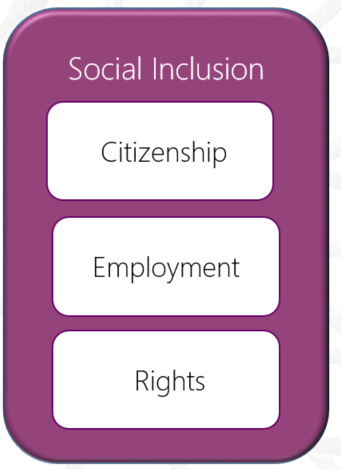 Social Inclusion
Citizenship
Employment
Rights